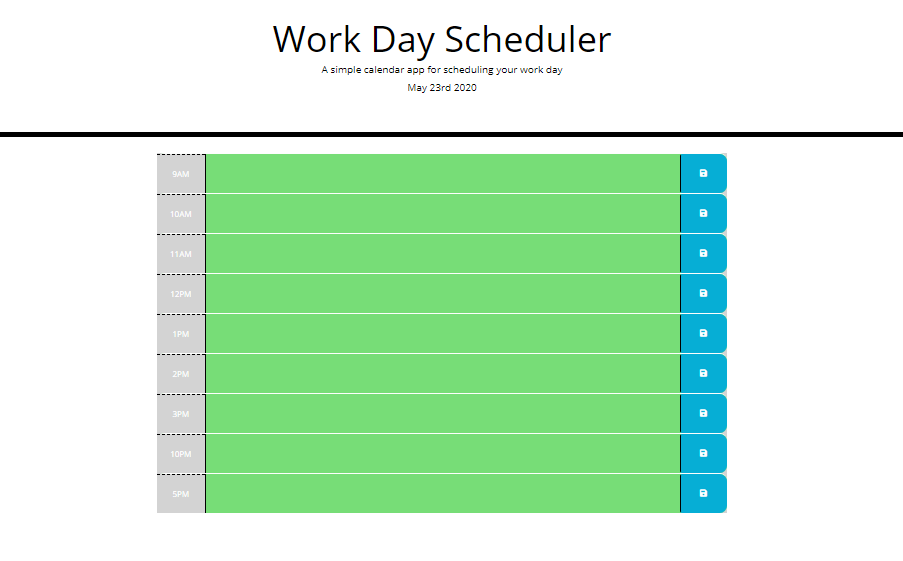 Work Day Scheduler
A simple calendar app for scheduling your work day
May 23rd 2020
9AM
10AM
11AM
12PM
1PM
2PM
3PM
10PM
5PM